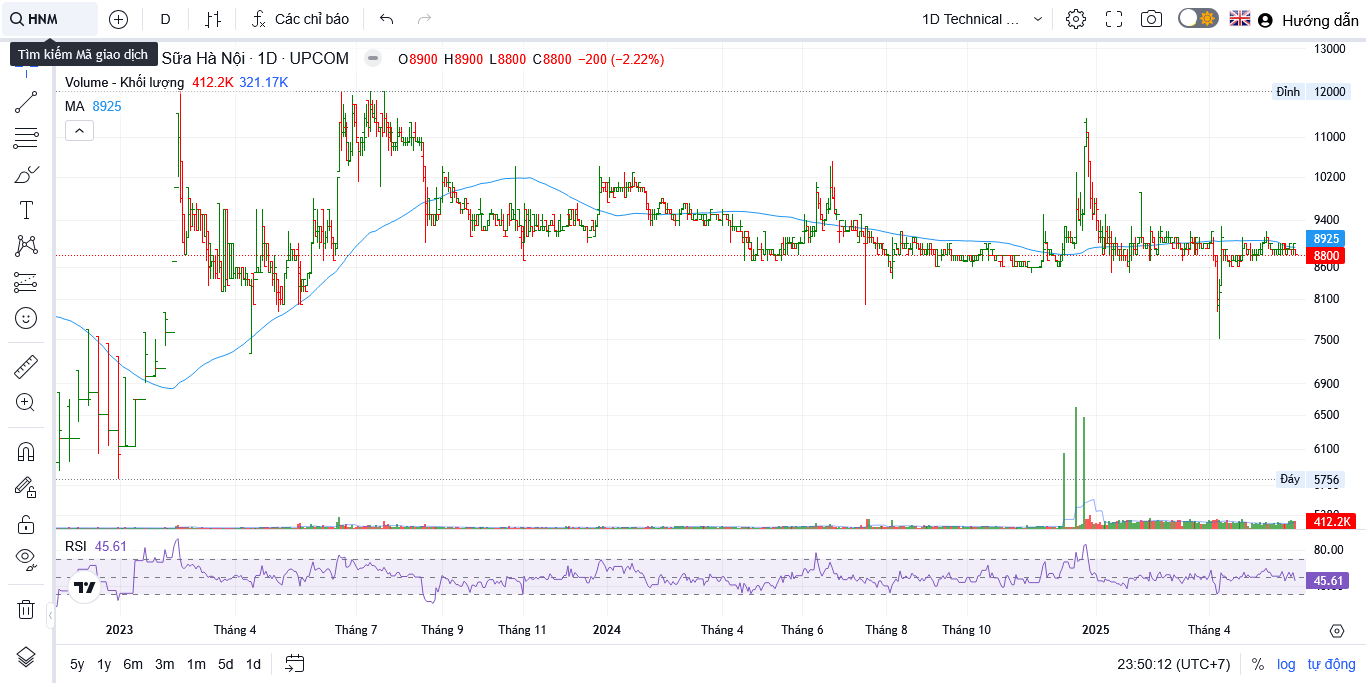 HNM
D
Các chỉ báo
1D Technical ...
Hướng dẫn
Tìm kiếm Mã giao dịch
Sữa Hà Nội · 1D · UPCOM
O8900 H8900 L8800 C8800 −200 (−2.22%)
Volume - Khối lượng 412.2K 321.17K
MA 8925
13000
Đỉnh 12000
11000
10200
9400
8925
8800
8600
8100
7500
6900
6500
6100
Đáy 5756
412.2K
RSI 45.61
80.00
45.61
2023 Tháng 4 Tháng 7 Tháng 9 Tháng 11 2024 Tháng 4 Tháng 6 Tháng 8 Tháng 10 2025 Tháng 4
5y 1y 6m 3m 1m 5d 1d
23:50:12 (UTC+7) % log tự động